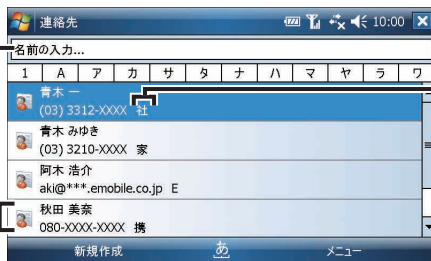 連絡先 10:00
名前の入力...
1 A ア カ サ タ ナ ハ マ ヤ ラ ワ
青木 一
(03) 3312-XXXX 社
青木 みゆき
(03) 3210-XXXX 家
阿木 浩介
aki@***.emobile.co.jp E
秋田 美奈
080-XXXX-XXXX 携
新規作成 あ メニュー